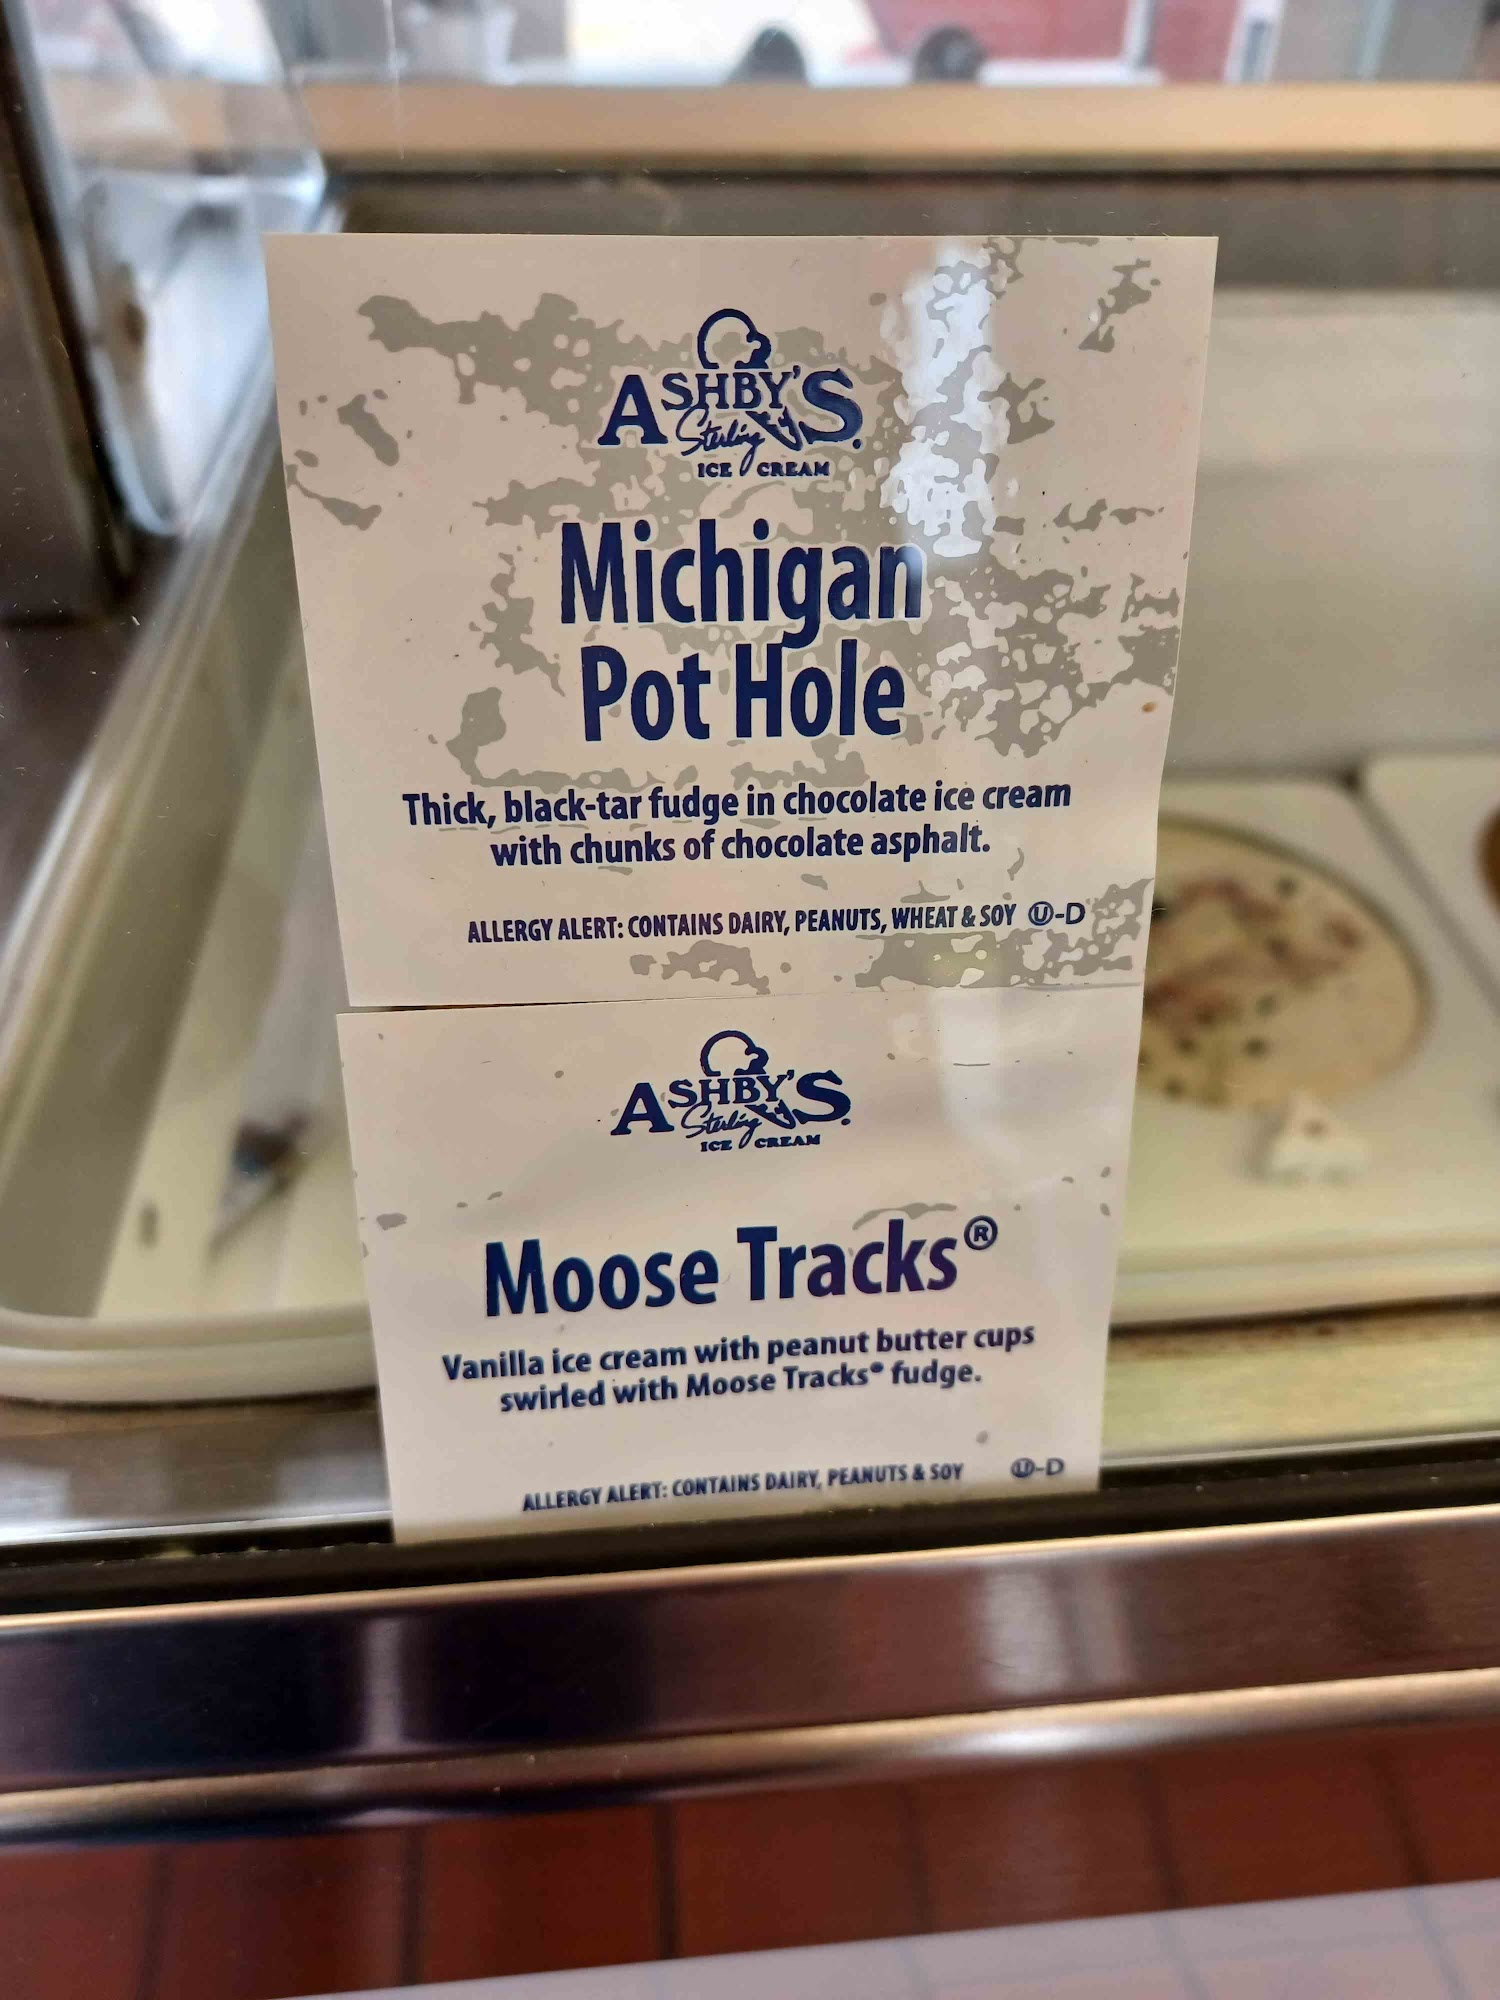 ASHBY'S
Sterling
ICE CREAM
Michigan
Pot Hole
Thick, black-tar fudge in chocolate ice cream
with chunks of chocolate asphalt.
ALLERGY ALERT: CONTAINS DAIRY, PEANUTS, WHEAT & SOY Ⓤ-D
ASHBY'S
Sterling
ICE CREAM
Moose Tracks®
Vanilla ice cream with peanut butter cups
swirled with Moose Tracks® fudge.
ALLERGY ALERT: CONTAINS DAIRY, PEANUTS & SOY Ⓤ-D